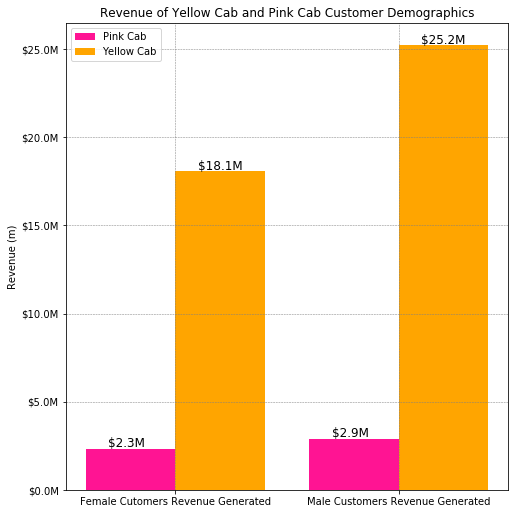 Revenue of Yellow Cab and Pink Cab Customer Demographics
Pink Cab
Yellow Cab
$25.0M
$20.0M
$15.0M
$10.0M
$5.0M
$0.0M
Revenue (m)
$2.3M
$18.1M
$2.9M
$25.2M
Female Cutomers Revenue Generated
Male Customers Revenue Generated